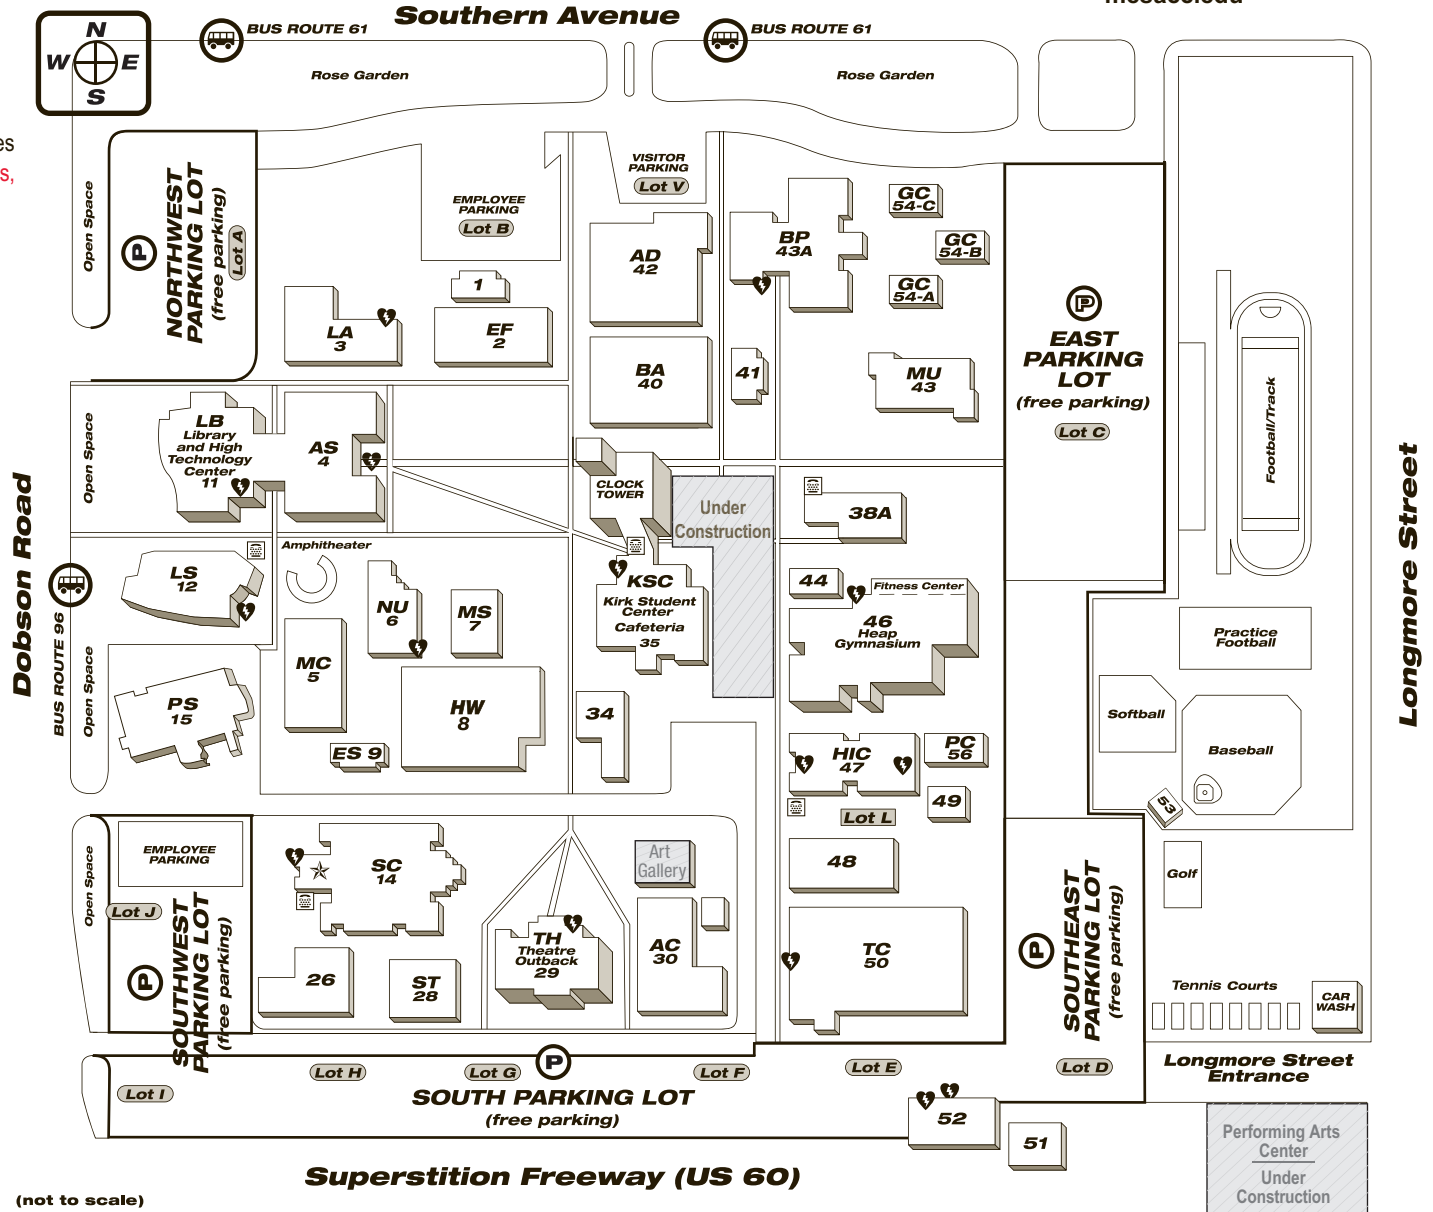 Southern Avenue
N
W E
S
BUS ROUTE 61
BUS ROUTE 61
Rose Garden
Rose Garden
es
s,
Open Space
P
NORTHWEST
PARKING LOT
(free parking)
Lot A
EMPLOYEE
PARKING
Lot B
VISITOR
PARKING
Lot V
AD
42
BP
43A
GC
54-C
GC
54-B
GC
54-A
1
LA
3
EF
2
BA
40
41
MU
43
P
EAST
PARKING
LOT
(free parking)
Lot C
Football/Track
Longmore Street
Dobson Road
Open Space
LB
Library
and High
Technology
Center
11
AS
4
CLOCK
TOWER
Under
Construction
38A
Amphitheater
LS
12
BUS ROUTE 96
Open Space
NU
6
MS
7
KSC
Kirk Student
Center
Cafeteria
35
44
Fitness Center
46
Heap
Gymnasium
Practice
Football
MC
5
PS
15
HW
8
ES 9
34
HIC
47
PC
56
49
Lot L
Softball
Baseball
53
Open Space
EMPLOYEE
PARKING
Lot J
P
SOUTHWEST
PARKING LOT
(free parking)
SC
14
Art
Gallery
48
Golf
26
ST
28
TH
Theatre
Outback
29
AC
30
TC
50
P
SOUTHEAST
PARKING LOT
(free parking)
Tennis Courts
CAR
WASH
Lot I
Lot H
Lot G
P
Lot F
Lot E
Lot D
Longmore Street
Entrance
SOUTH PARKING LOT
(free parking)
52
51
Performing Arts
Center
Under
Construction
Superstition Freeway (US 60)
(not to scale)